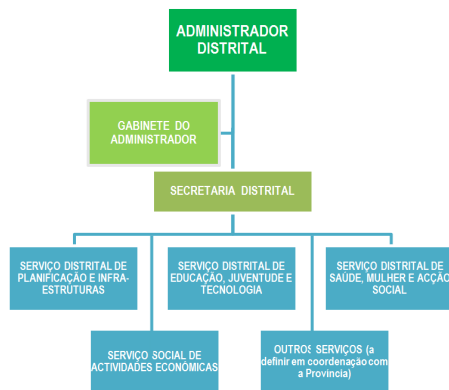 ADMINISTRADOR
DISTRITAL
GABINETE DO
ADMINISTRADOR
SECRETARIA DISTRITAL
SERVIÇO DISTRITAL DE
PLANIFICAÇÃO E INFRA-
ESTRUTURAS
SERVIÇO DISTRITAL DE
EDUCAÇÃO, JUVENTUDE E
TECNOLOGIA
SERVIÇO DISTRITAL DE
SAÚDE, MULHER E ACÇÃO
SOCIAL
SERVIÇO SOCIAL DE
ACTIVIDADES ECONÓMICAS
OUTROS SERVIÇOS (a
definir em coordenação com
a Provincia)